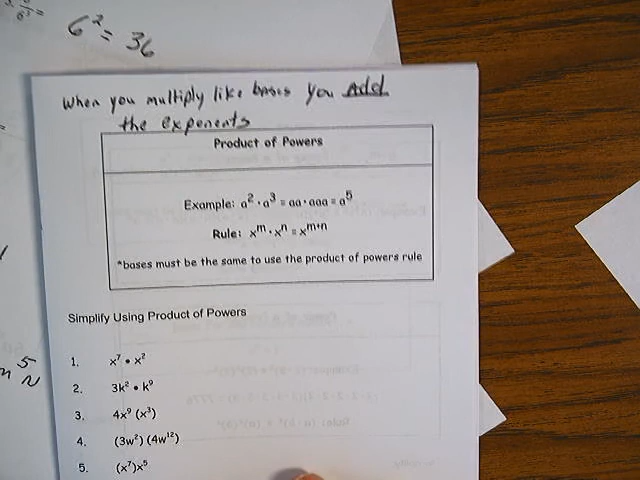 6² = 36
When you multiply like bases you Add
the exponents
Product of Powers
Example: a² · a³ = aa · aaa = a⁵
Rule: xᵐ · xⁿ = xᵐ⁺ⁿ
*bases must be the same to use the product of powers rule
Simplify Using Product of Powers
1. x⁷ • x²
2. 3k² • k⁹
3. 4x⁹ (x³)
4. (3w²) (4w¹²)
5. (x⁷)x⁵